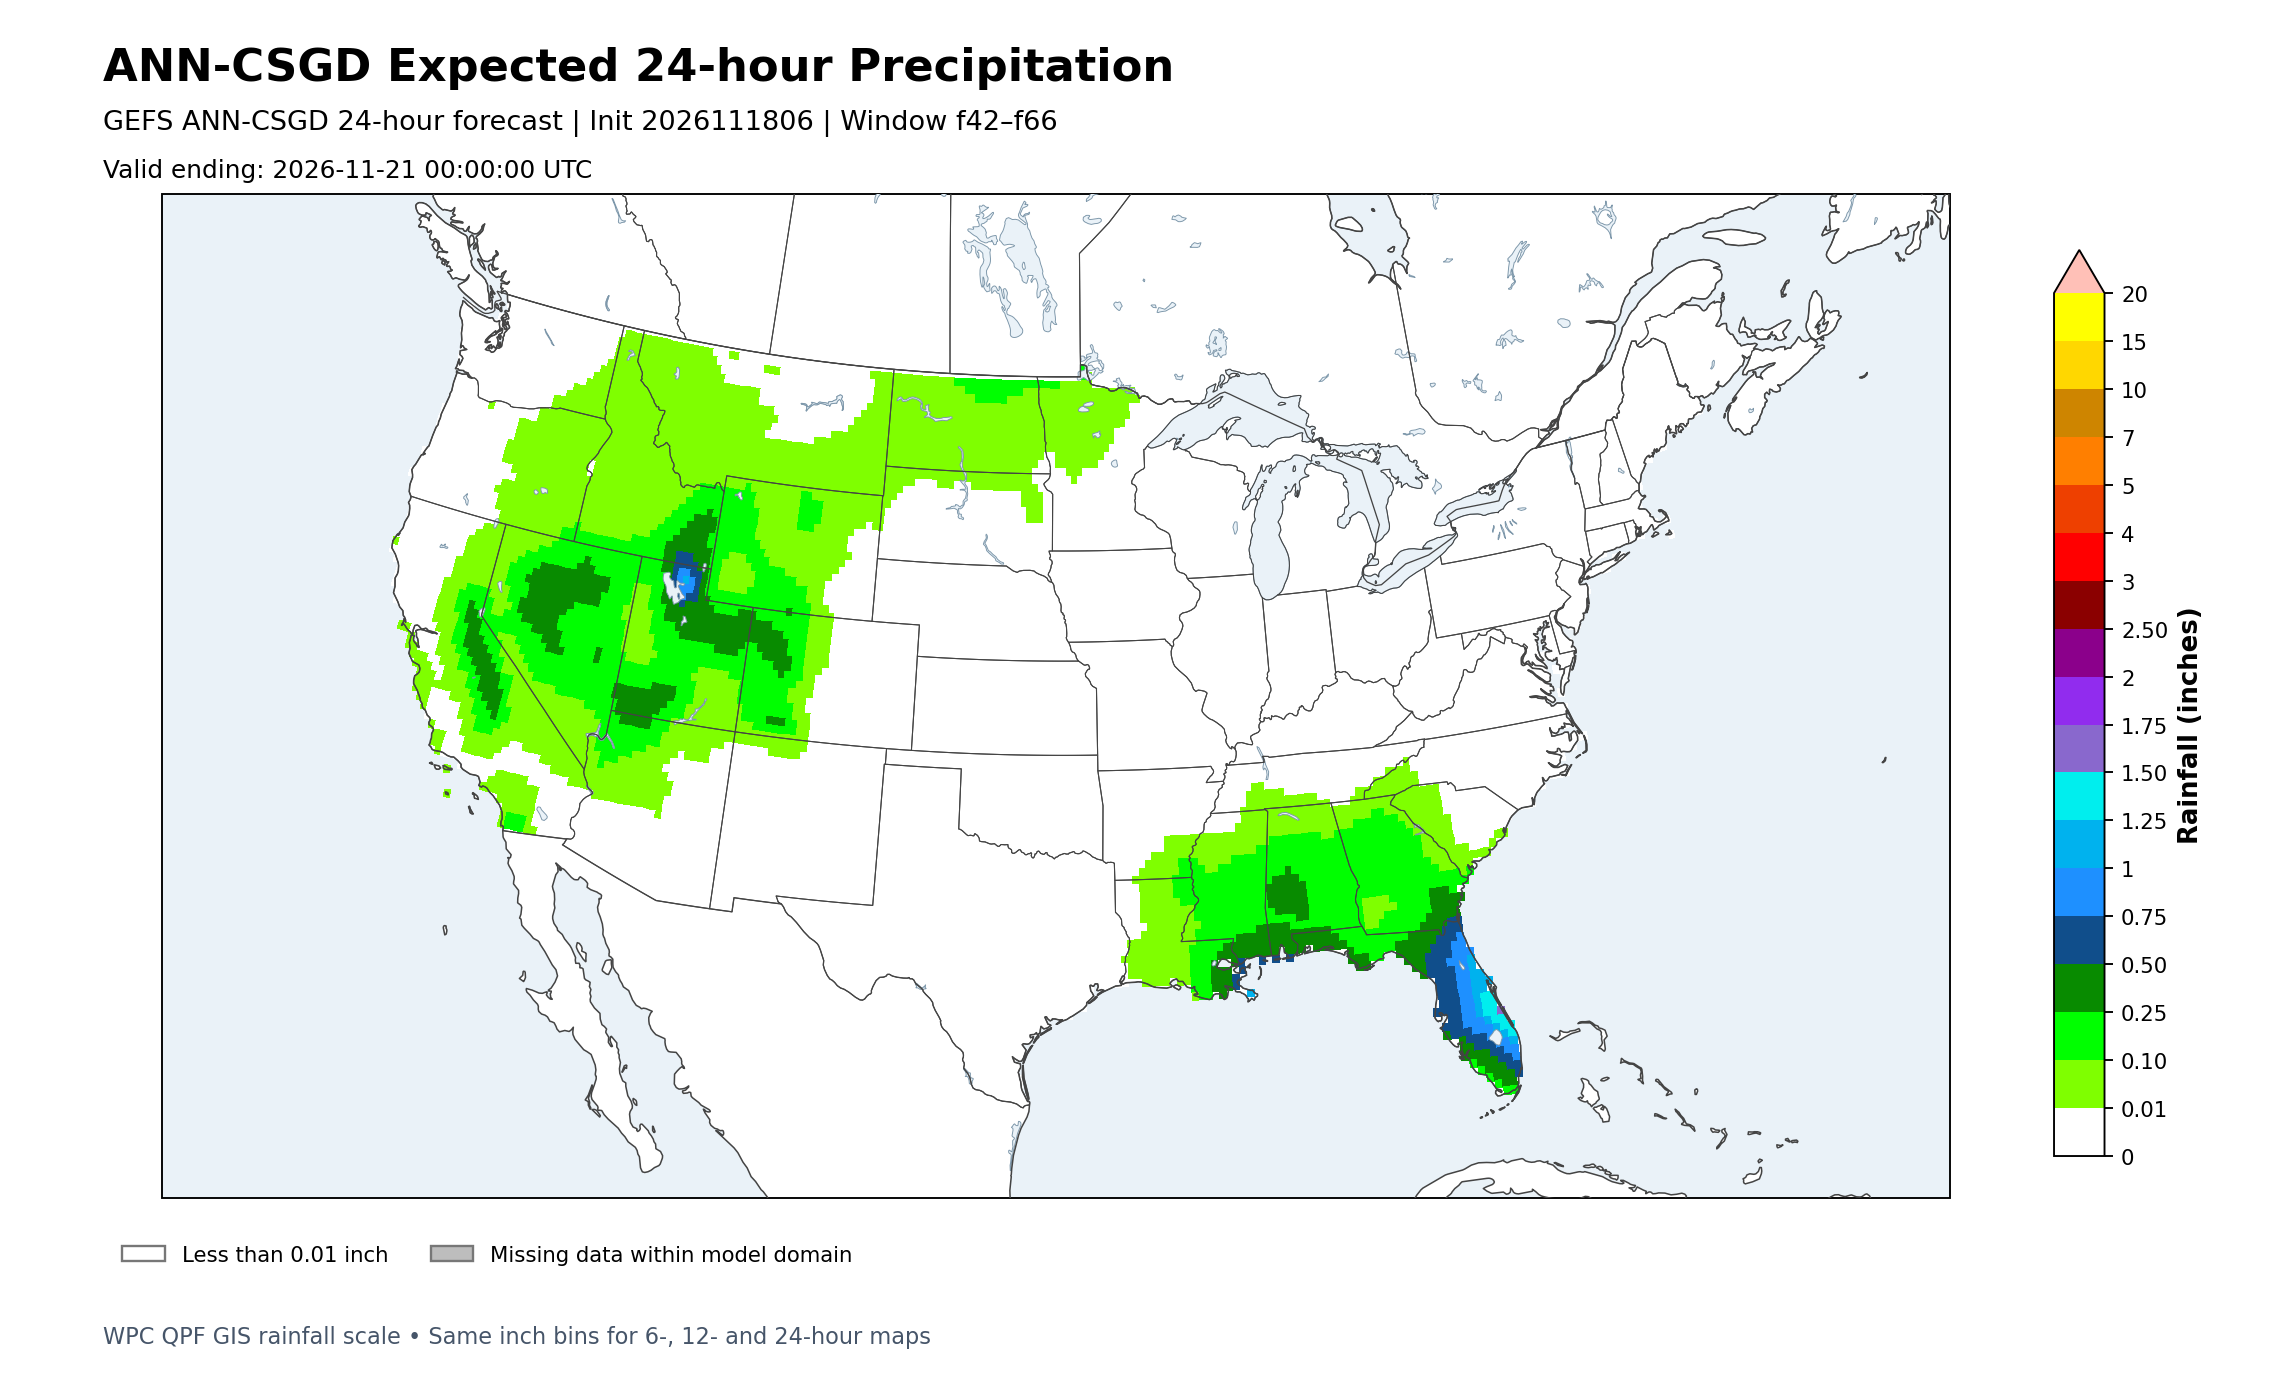 ANN-CSGD Expected 24-hour Precipitation
GEFS ANN-CSGD 24-hour forecast | Init 2026111806 | Window f42–f66
Valid ending: 2026-11-21 00:00:00 UTC
20
15
10
7
5
4
3
2.50
2
1.75
1.50
1.25
1
0.75
0.50
0.25
0.10
0.01
0
Rainfall (inches)
Less than 0.01 inch
Missing data within model domain
WPC QPF GIS rainfall scale • Same inch bins for 6-, 12- and 24-hour maps